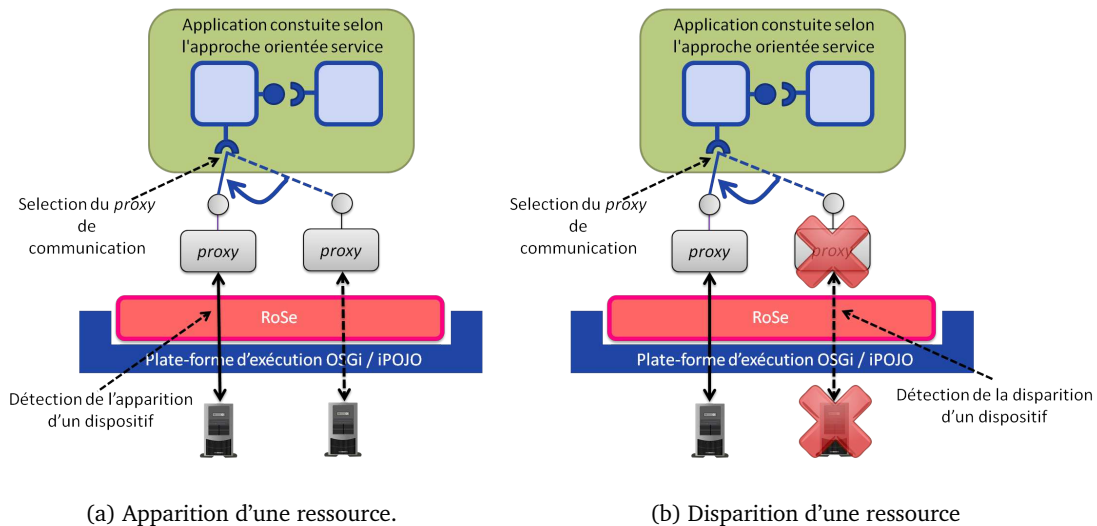 Application constuite selon
l'approche orientée service
Selection du proxy
de
communication
proxy
proxy
RoSe
Plate-forme d'exécution OSGi / iPOJO
Détection de l'apparition
d'un dispositif
(a) Apparition d'une ressource.
Application constuite selon
l'approche orientée service
Selection du proxy
de
communication
proxy
proxy
RoSe
Plate-forme d'exécution OSGi / iPOJO
Détection de la disparition
d'un dispositif
(b) Disparition d'une ressource